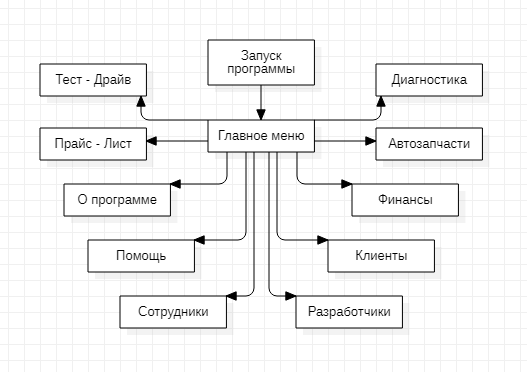 Запуск
программы
Тест - Драйв
Диагностика
Главное меню
Прайс - Лист
Автозапчасти
О программе
Финансы
Помощь
Клиенты
Сотрудники
Разработчики